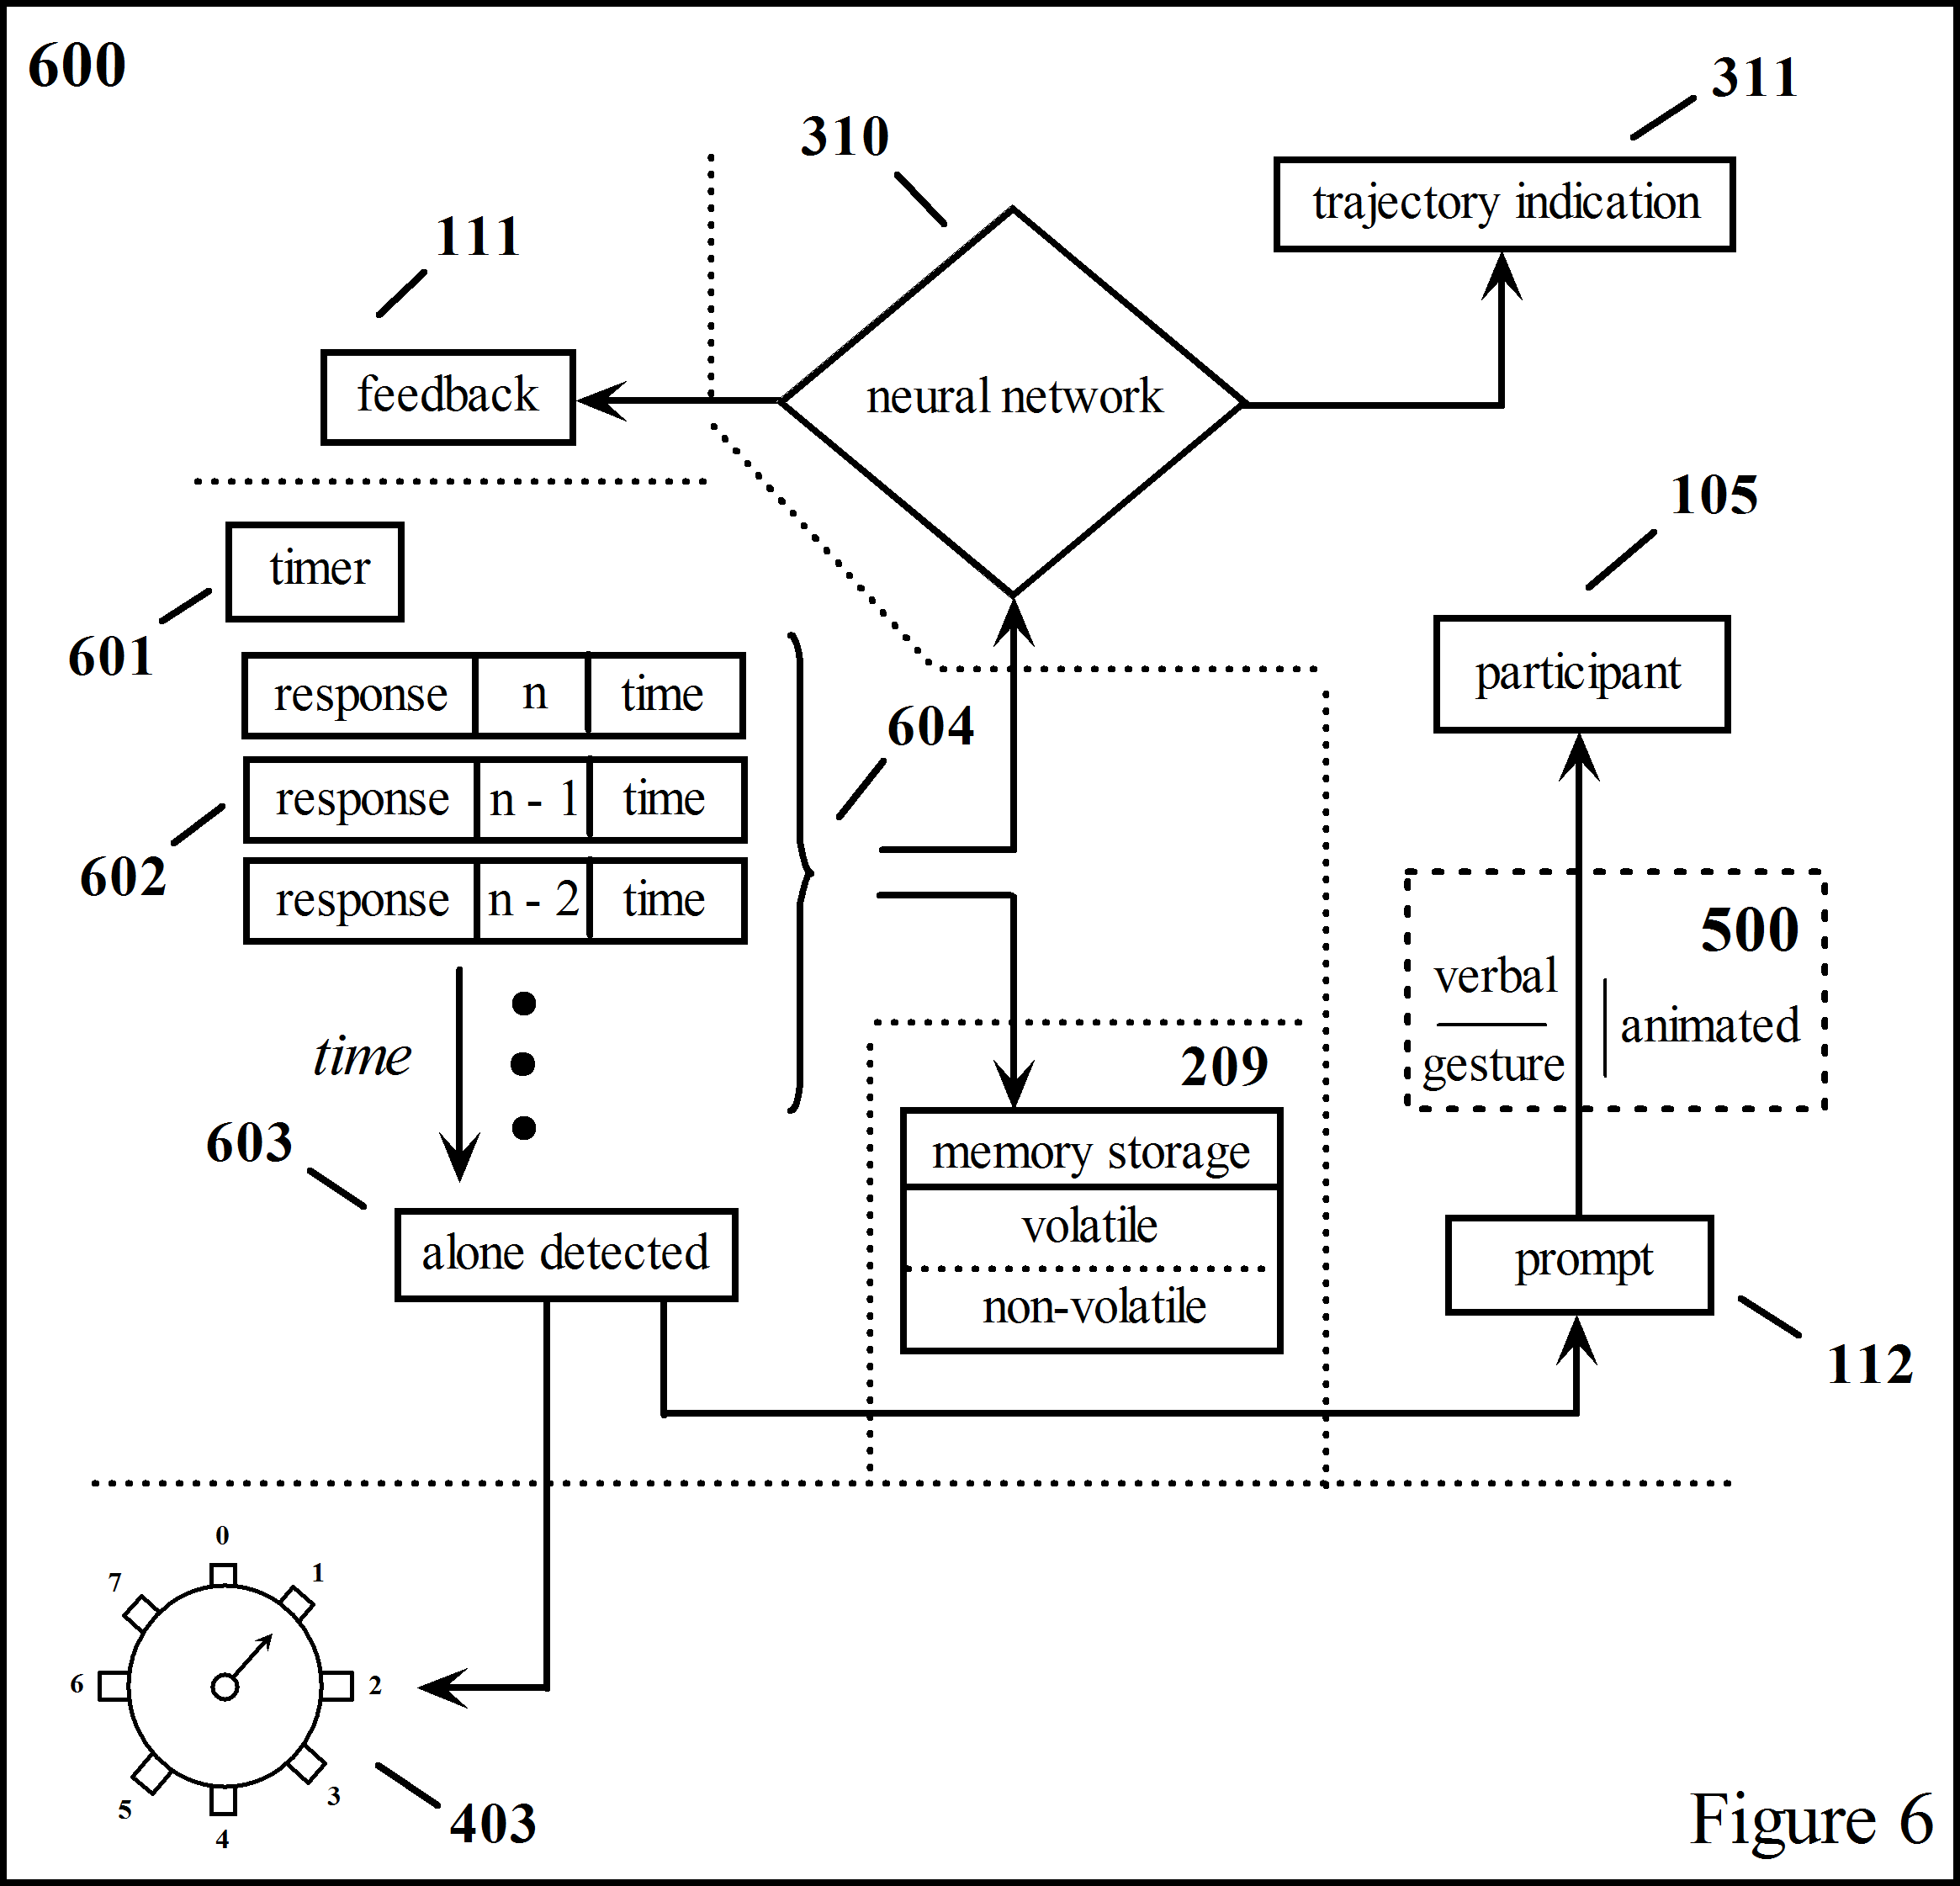 600
311
310
trajectory indication
111
feedback
neural network
105
timer
601
participant
response n time
604
response n - 1 time
602
response n - 2 time
500
verbal
gesture
animated
time
209
603
memory storage
alone detected
volatile
non-volatile
prompt
112
0
1
7
6
2
5
3
4
403
Figure 6